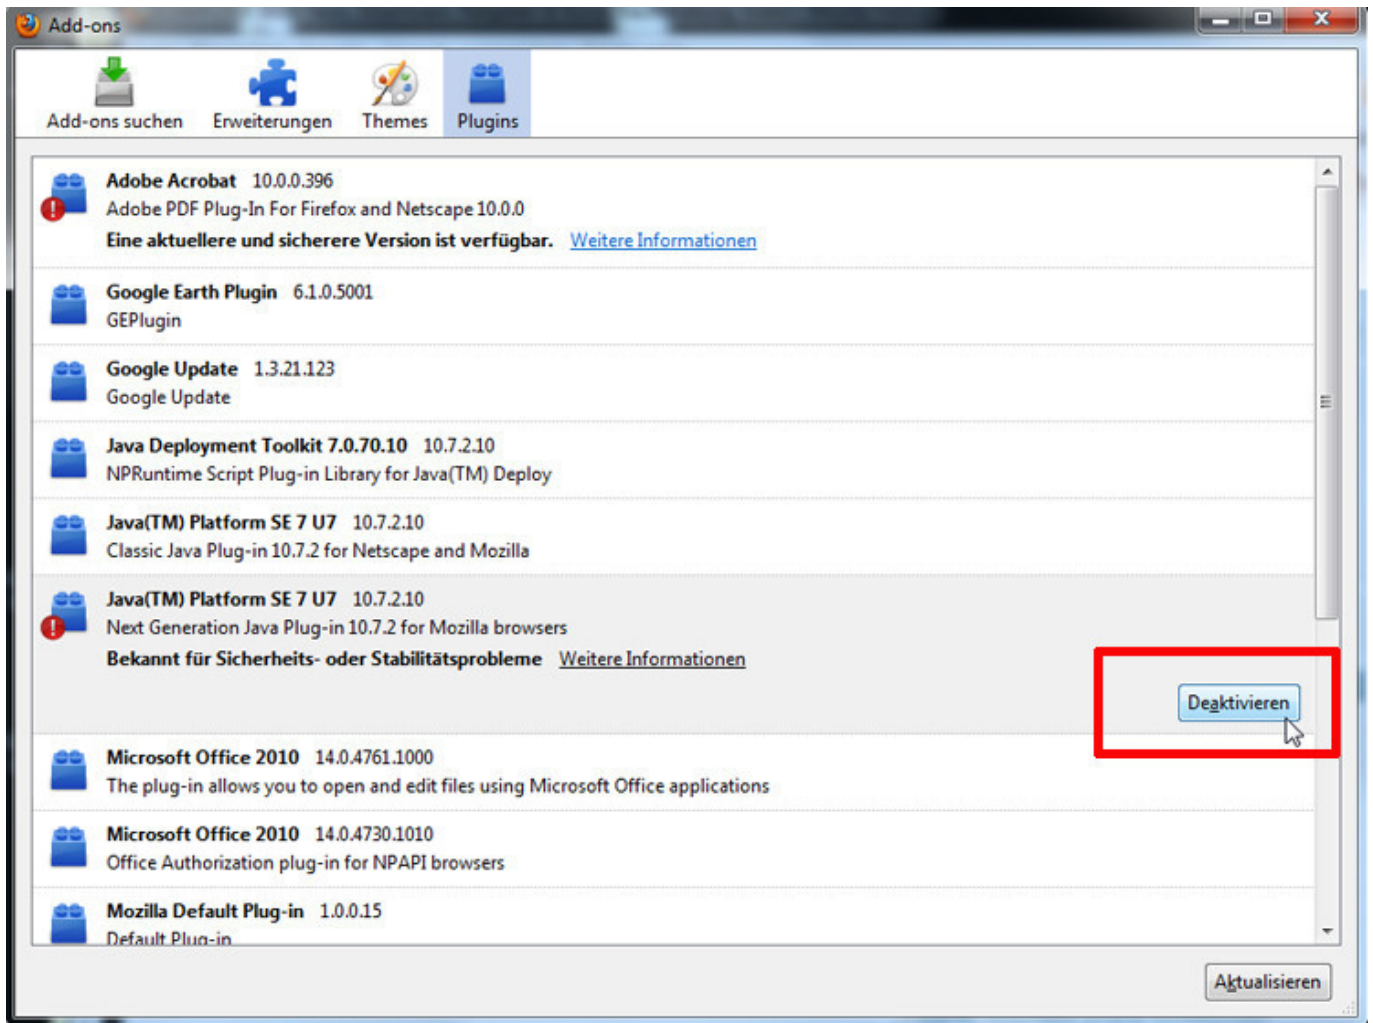 Add-ons
Add-ons suchen Erweiterungen Themes Plugins
Adobe Acrobat 10.0.0.396
Adobe PDF Plug-In For Firefox and Netscape 10.0.0
Eine aktuellere und sicherere Version ist verfügbar. Weitere Informationen
Google Earth Plugin 6.1.0.5001
GEPlugin
Google Update 1.3.21.123
Google Update
Java Deployment Toolkit 7.0.70.10 10.7.2.10
NPRuntime Script Plug-in Library for Java(TM) Deploy
Java(TM) Platform SE 7 U7 10.7.2.10
Classic Java Plug-in 10.7.2 for Netscape and Mozilla
Java(TM) Platform SE 7 U7 10.7.2.10
Next Generation Java Plug-in 10.7.2 for Mozilla browsers
Bekannt für Sicherheits- oder Stabilitätsprobleme Weitere Informationen
Deaktivieren
Microsoft Office 2010 14.0.4761.1000
The plug-in allows you to open and edit files using Microsoft Office applications
Microsoft Office 2010 14.0.4730.1010
Office Authorization plug-in for NPAPI browsers
Mozilla Default Plug-in 1.0.0.15
Default Plug-in
Aktualisieren